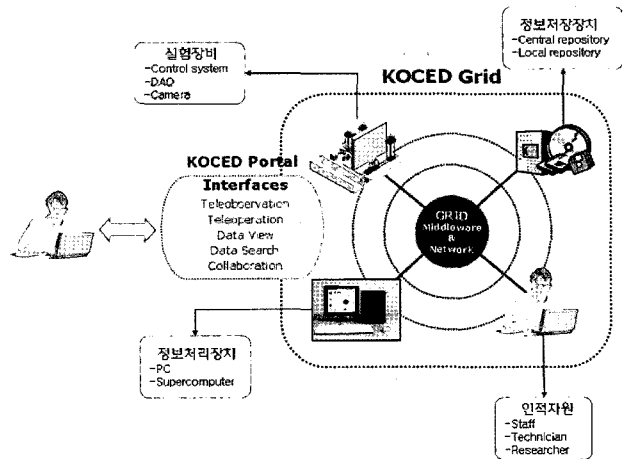 정보저장장치
-Central repository
-Local repository
실험장비
-Control system
-DAQ
-Camera
KOCED Grid
KOCED Portal
Interfaces
Teleobservation
Teleoperation
Data View
Data Search
Collaboration
GRID
Middleware
&
Network
정보처리장치
-PC
-Supercomputer
인적자원
-Staff
-Technician
-Researcher